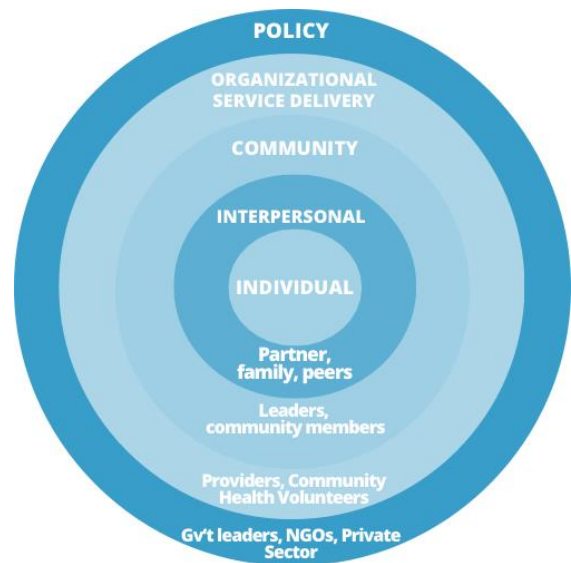 POLICY
ORGANIZATIONAL
SERVICE DELIVERY
COMMUNITY
INTERPERSONAL
INDIVIDUAL
Partner,
family, peers
Leaders,
community members
Providers, Community
Health Volunteers
Gv't leaders, NGOs, Private
Sector